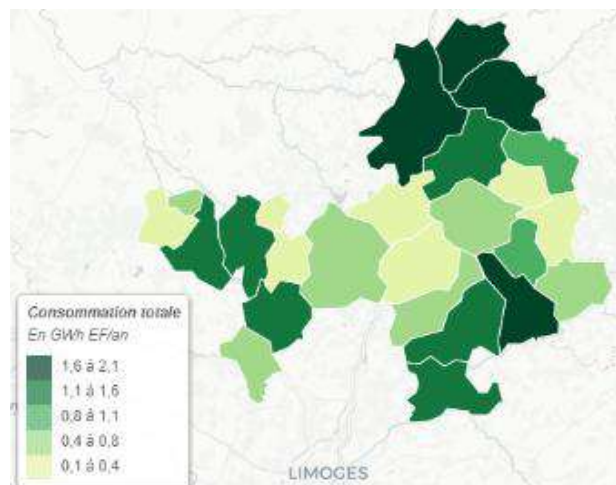 Consommation totale
En GWh EF/an
1,6 à 2,1
1,1 à 1,6
0,8 à 1,1
0,4 à 0,8
0,1 à 0,4
LIMOGES